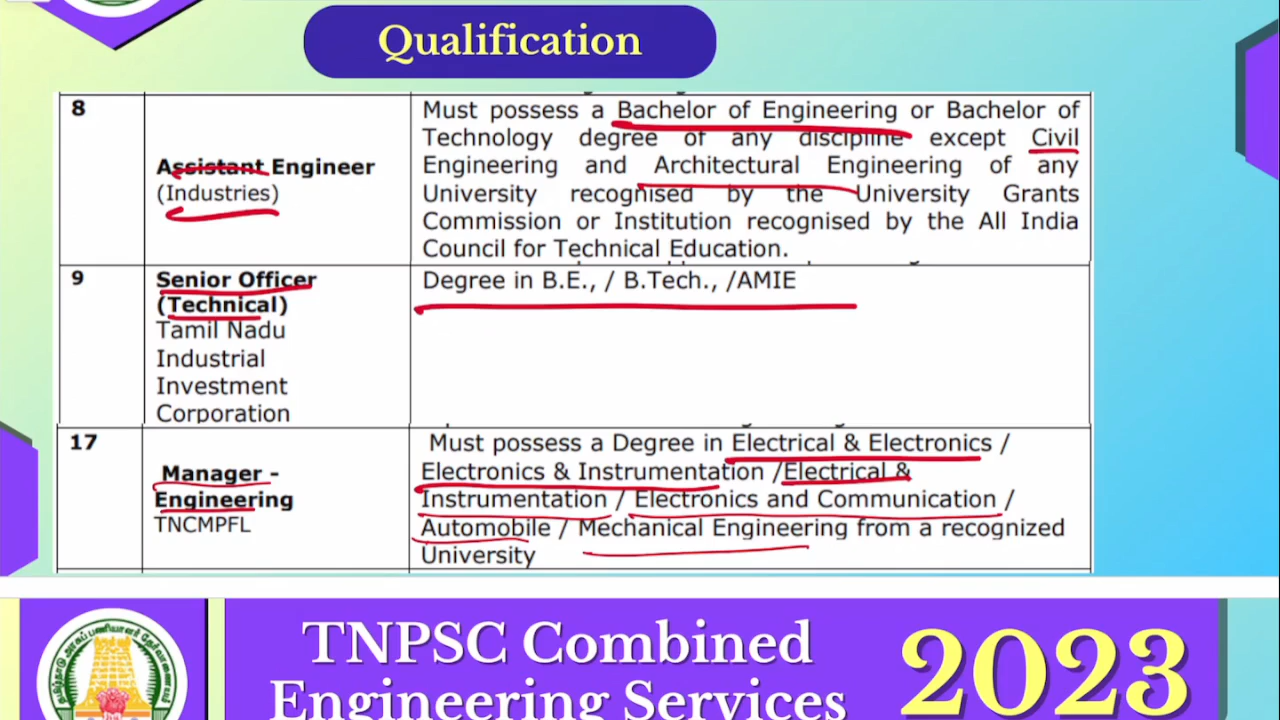 Qualification
8
Assistant Engineer
(Industries)
Must possess a Bachelor of Engineering or Bachelor of
Technology degree of any discipline except Civil
Engineering and Architectural Engineering of any
University recognised by the University Grants
Commission or Institution recognised by the All India
Council for Technical Education.
9
Senior Officer
(Technical)
Tamil Nadu
Industrial
Investment
Corporation
Degree in B.E., / B.Tech., /AMIE
17
Manager -
Engineering
TNCMPFL
Must possess a Degree in Electrical & Electronics /
Electronics & Instrumentation /Electrical &
Instrumentation / Electronics and Communication /
Automobile / Mechanical Engineering from a recognized
University
TNPSC Combined
Engineering Services
2023